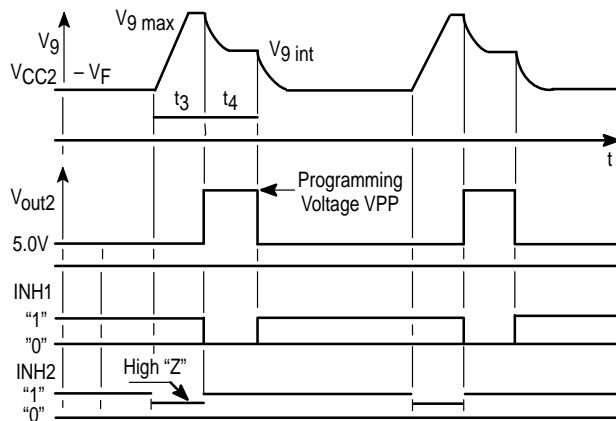 V9
V9 max
V9 int
VCC2 – VF
t3
t4
t
Vout2
5.0V
Programming
Voltage VPP
INH1
“1”
”0”
INH2
High “Z”
“1”
“0”